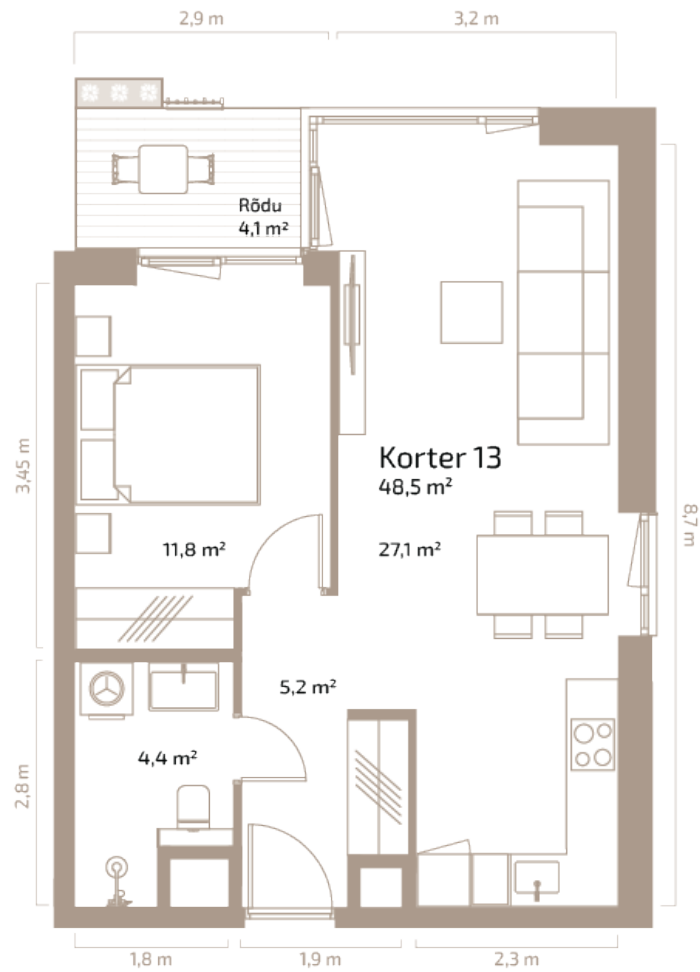 2,9 m
3,2 m
Rõdu
4,1 m²
3,45 m
Korter 13
48,5 m²
8,7 m
11,8 m²
27,1 m²
5,2 m²
4,4 m²
2,8 m
1,8 m
1,9 m
2,3 m